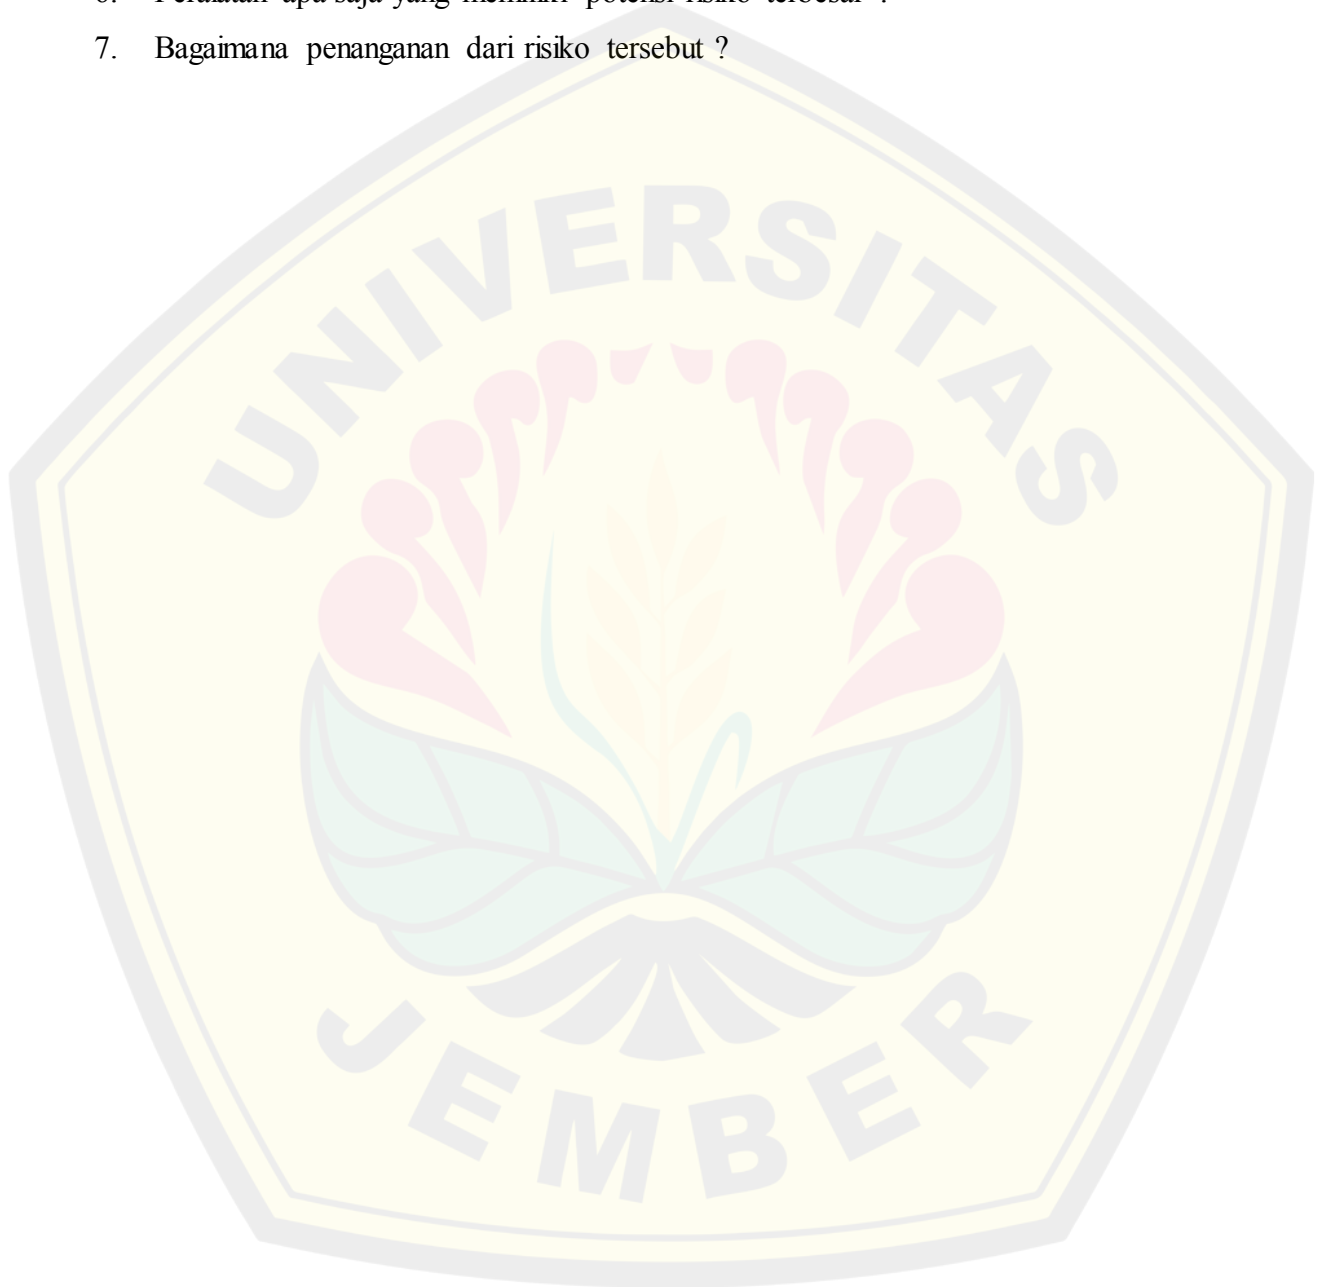 6. Peralatan apa saja yang memiliki potensi risiko terbesar ?
7. Bagaimana penanganan dari risiko tersebut ?
UNIVERSITAS
JEMBER